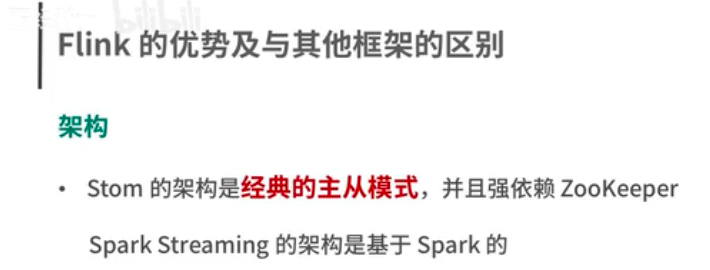 bilibili
Flink 的优势及与其他框架的区别
架构
• Stom 的架构是经典的主从模式，并且强依赖 ZooKeeper
Spark Streaming 的架构是基于 Spark 的